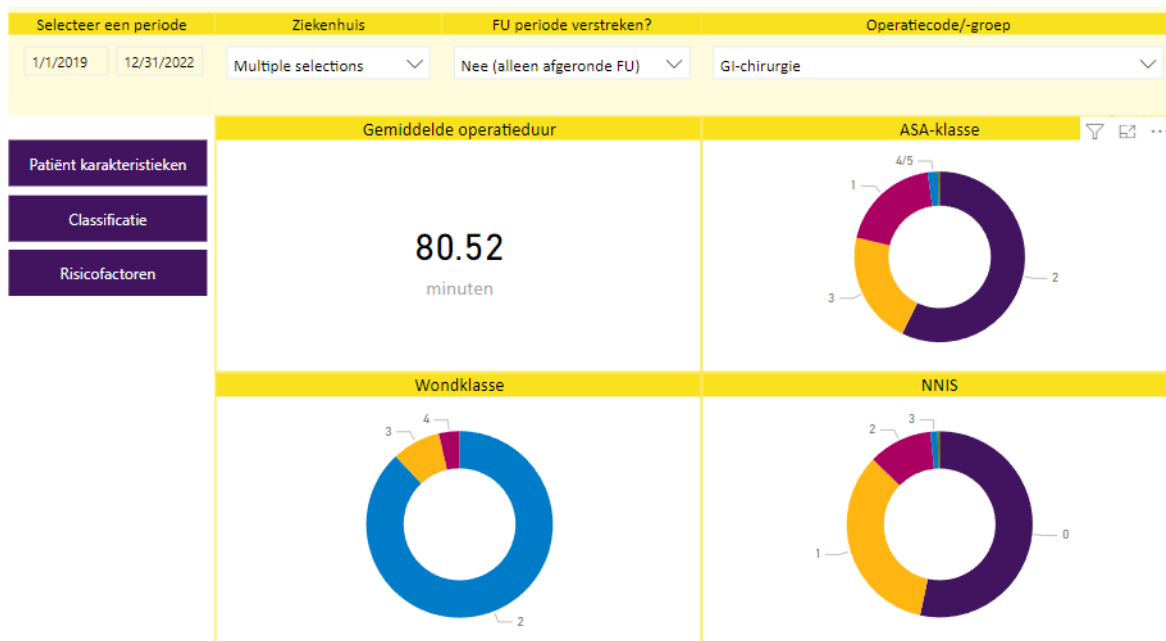 Selecteer een periode
Ziekenhuis
FU periode verstreken?
Operatiecode/-groep
1/1/2019
12/31/2022
Multiple selections
Nee (alleen afgeronde FU)
GI-chirurgie
Patiënt karakteristieken
Classificatie
Risicofactoren
Gemiddelde operatieduur
80.52
minuten
ASA-klasse
4/5
1
3
2
Wondklasse
4
3
2
NNIS
3
2
1
0